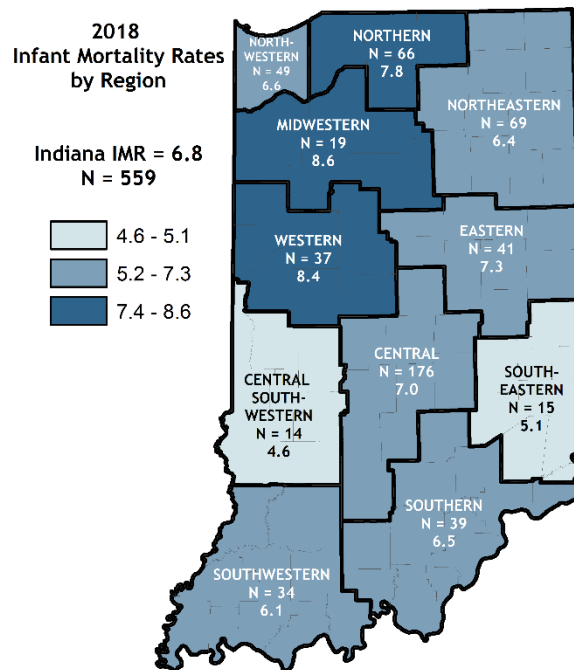 2018
Infant Mortality Rates
by Region
Indiana IMR = 6.8
N = 559
4.6 - 5.1
5.2 - 7.3
7.4 - 8.6
NORTH-
WESTERN
N = 49
6.6
NORTHERN
N = 66
7.8
NORTHEASTERN
N = 69
6.4
MIDWESTERN
N = 19
8.6
WESTERN
N = 37
8.4
EASTERN
N = 41
7.3
CENTRAL
N = 176
7.0
CENTRAL
SOUTH-
WESTERN
N = 14
4.6
SOUTH-
EASTERN
N = 15
5.1
SOUTHERN
N = 39
6.5
SOUTHWESTERN
N = 34
6.1